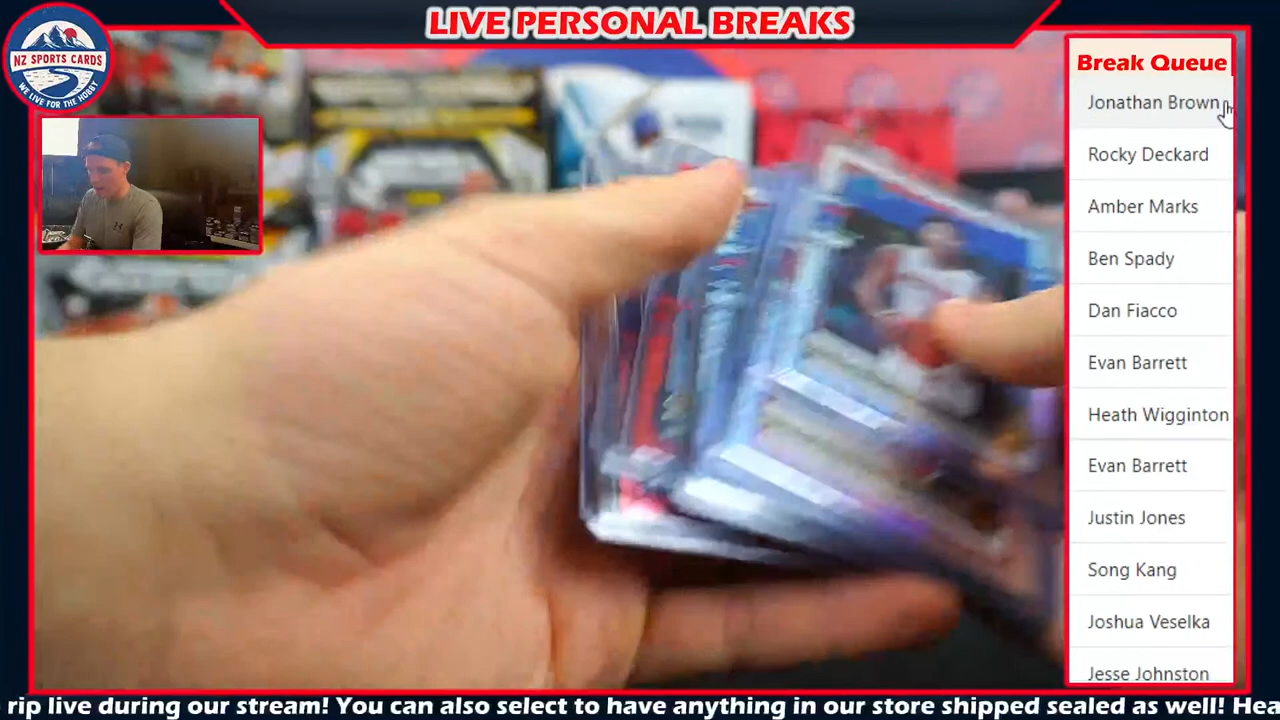 LIVE PERSONAL BREAKS
NZ SPORTS CARDS
WE LIVE FOR THE HOBBY
Break Queue
Jonathan Brown
Rocky Deckard
Amber Marks
Ben Spady
Dan Fiacco
Evan Barrett
Heath Wigginton
Evan Barrett
Justin Jones
Song Kang
Joshua Veselka
Jesse Johnston
rip live during our stream! You can also select to have anything in our store shipped sealed as well! Hea